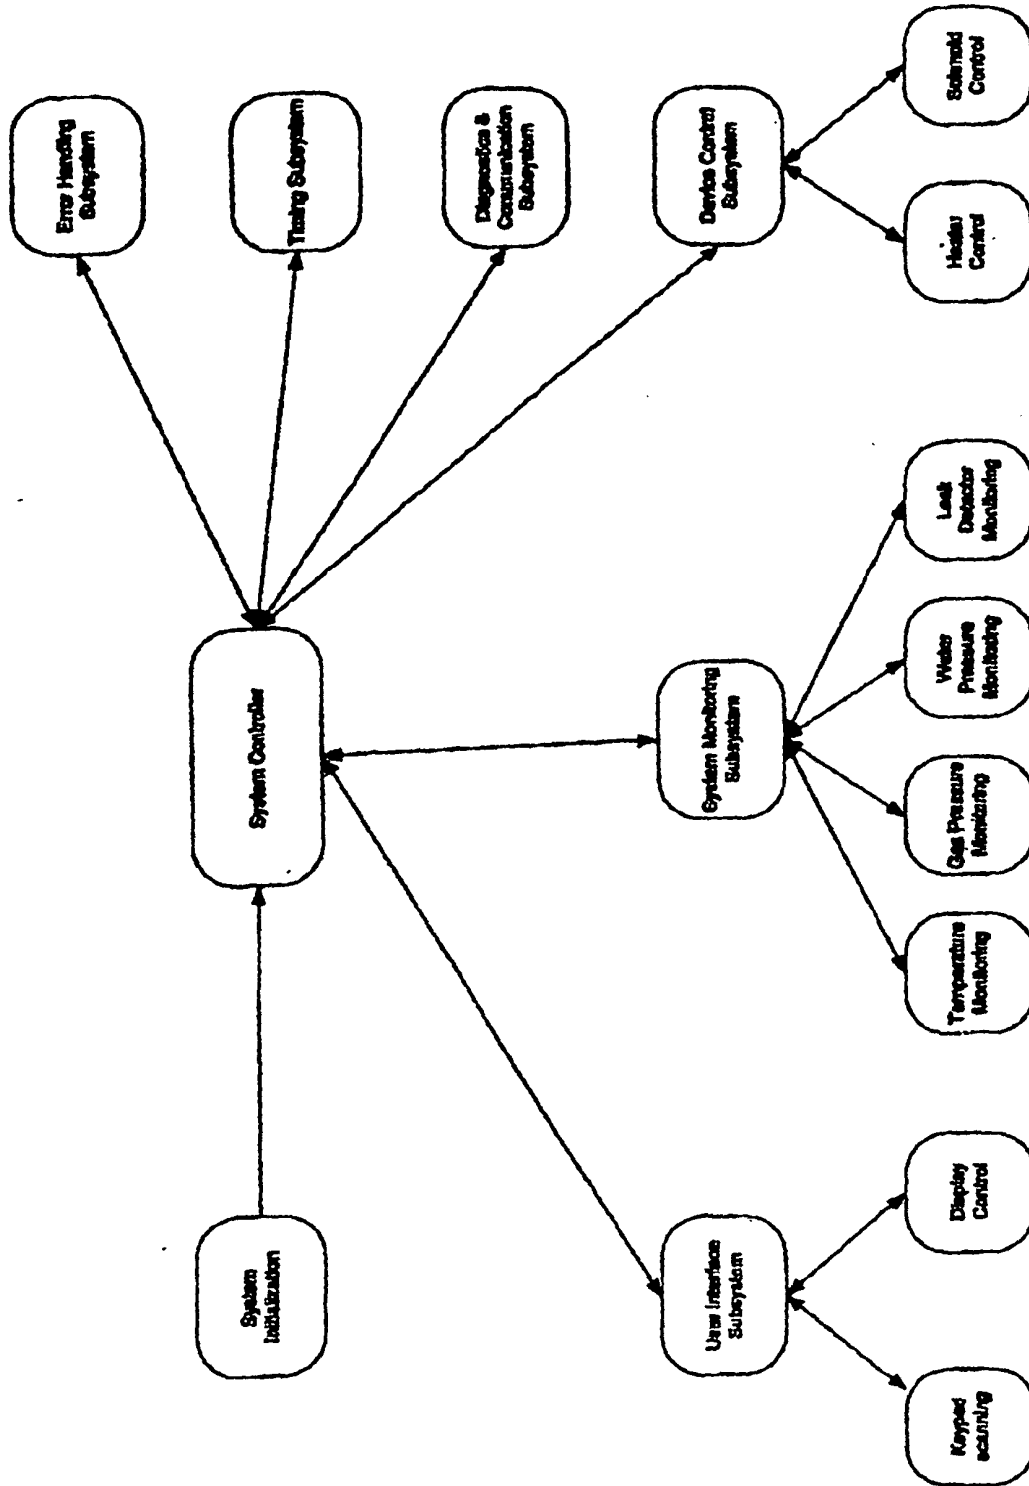 System
Initialization
System Controller
Error Handling
Subsystem
Timing Subsystem
Diagnostics &
Communication
Subsystem
Device Control
Subsystem
User Interface
Subsystem
System Monitoring
Subsystem
Keypad
scanning
Display
Control
Temperature
Monitoring
Gas Pressure
Monitoring
Water
Pressure
Monitoring
Leak
Detector
Monitoring
Heater
Control
Solenoid
Control